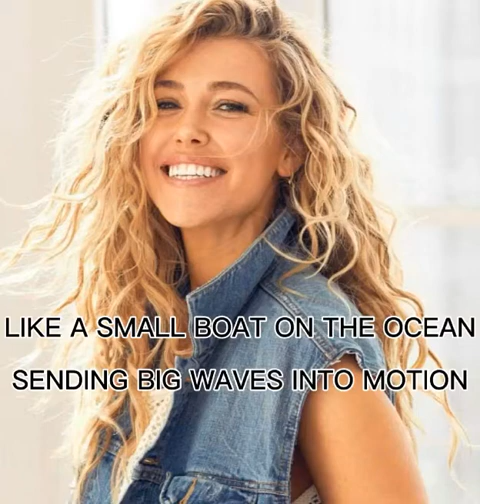 LIKE A SMALL BOAT ON THE OCEAN
SENDING BIG WAVES INTO MOTION